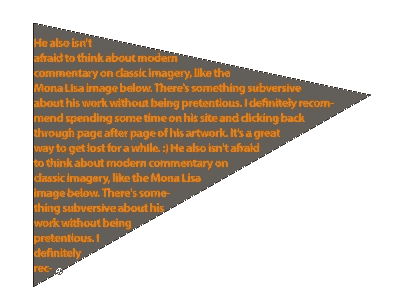 He also isn't
afraid to think about modern
commentary on classic imagery, like the
Mona Lisa image below. There's something subversive
about his work without being pretentious. I definitely recom-
mend spending some time on his site and clicking back
through page after page of his artwork. It's a great
way to get lost for a while. :) He also isn't afraid
to think about modern commentary on
classic imagery, like the Mona Lisa
image below. There's some-
thing subversive about his
work without being
pretentious. I
definitely
rec-